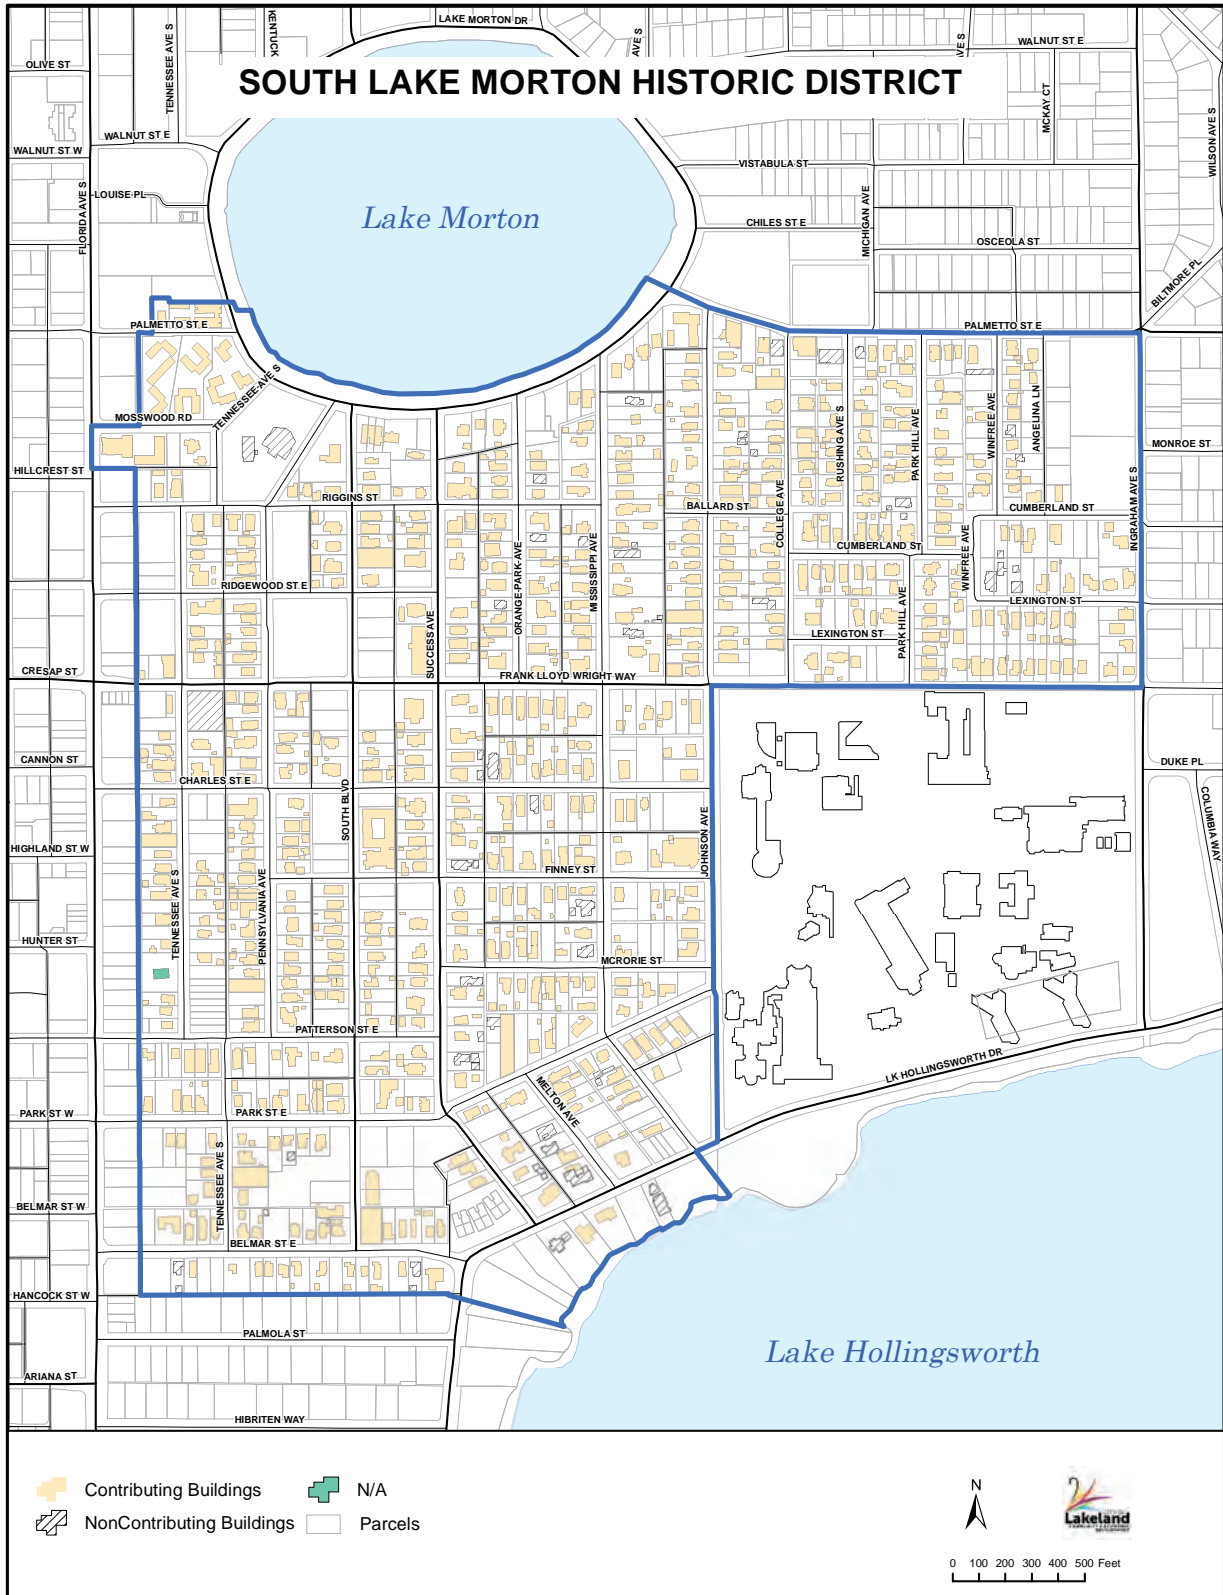 LAKE MORTON DR
KENTUCK
TENNESSEE AVE S
AVE S
VE S
WALNUT ST E
OLIVE ST
SOUTH LAKE MORTON HISTORIC DISTRICT
MCKAY CT
WILSON AVE S
WALNUT ST E
WALNUT ST W
VISTABULA ST
LOUISE PL
FLORIDA AVE S
Lake Morton
CHILES ST E
MICHIGAN AVE
OSCEOLA ST
BILTMORE PL
PALMETTO ST E
PALMETTO ST E
TENNESSEE AVE S
MOSSWOOD RD
RUSHING AVE S
PARK HILL AVE
WINFREE AVE
ANGELINA LN
MONROE ST
HILLCREST ST
RIGGINS ST
BALLARD ST
COLLEGE AVE
CUMBERLAND ST
INGRAHAM AVE S
CUMBERLAND ST
ORANGE PARK AVE
MISSISSIPPI AVE
WINFREE AVE
RIDGEWOOD ST E
LEXINGTON ST
SUCCESS AVE
LEXINGTON ST
PARK HILL AVE
CRESAP ST
FRANK LLOYD WRIGHT WAY
CANNON ST
DUKE PL
CHARLES ST E
SOUTH BLVD
JOHNSON AVE
COLUMBIA WAY
HIGHLAND ST W
FINNEY ST
TENNESSEE AVE S
PENNSYLVANIA AVE
HUNTER ST
MCRORIE ST
PATTERSON ST E
LK HOLLINGSWORTH DR
MELTON AVE
PARK ST W
PARK ST E
TENNESSEE AVE S
BELMAR ST W
BELMAR ST E
HANCOCK ST W
PALMOLA ST
Lake Hollingsworth
ARIANA ST
HIBRITEN WAY
Contributing Buildings
N/A
NonContributing Buildings
Parcels
N
Lakeland
0 100 200 300 400 500 Feet